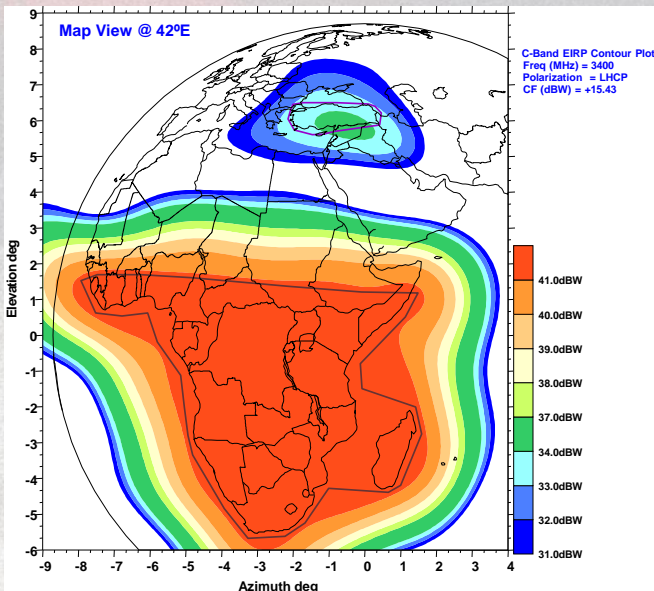 Map View @ 42ºE
C-Band EIRP Contour Plot
Freq (MHz) = 3400
Polarization = LHCP
CF (dBW) = +15.43
9
8
7
6
5
4
3
2
1
0
-1
-2
-3
-4
-5
-6
Elevation deg
41.0dBW
40.0dBW
39.0dBW
38.0dBW
37.0dBW
34.0dBW
33.0dBW
32.0dBW
31.0dBW
-9 -8 -7 -6 -5 -4 -3 -2 -1 0 1 2 3 4
Azimuth deg